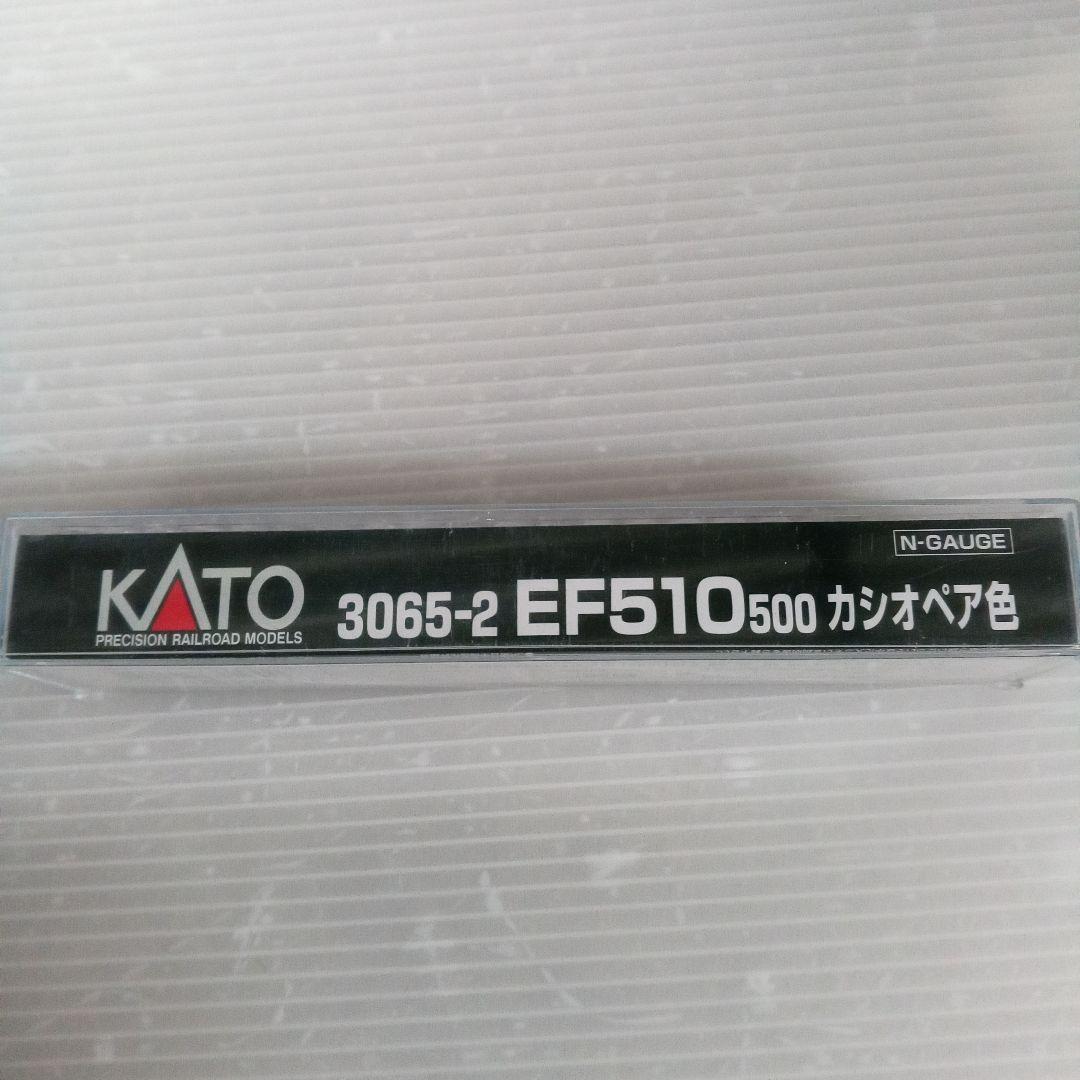 N-GAUGE
KATO 3065-2 EF510 500 カシオペア色
PRECISION RAILROAD MODELS